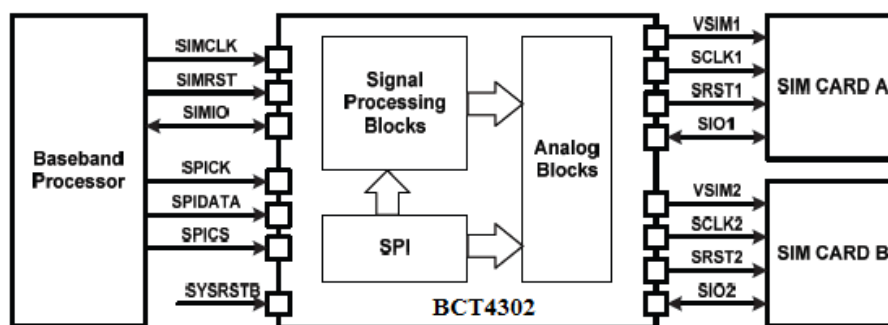 Baseband
Processor
SIMCLK
SIMRST
SIMIO
SPICK
SPIDATA
SPICS
SYSRSTB
Signal
Processing
Blocks
SPI
Analog
Blocks
BCT4302
VSIM1
SCLK1
SRST1
SIO1
VSIM2
SCLK2
SRST2
SIO2
SIM CARD A
SIM CARD B